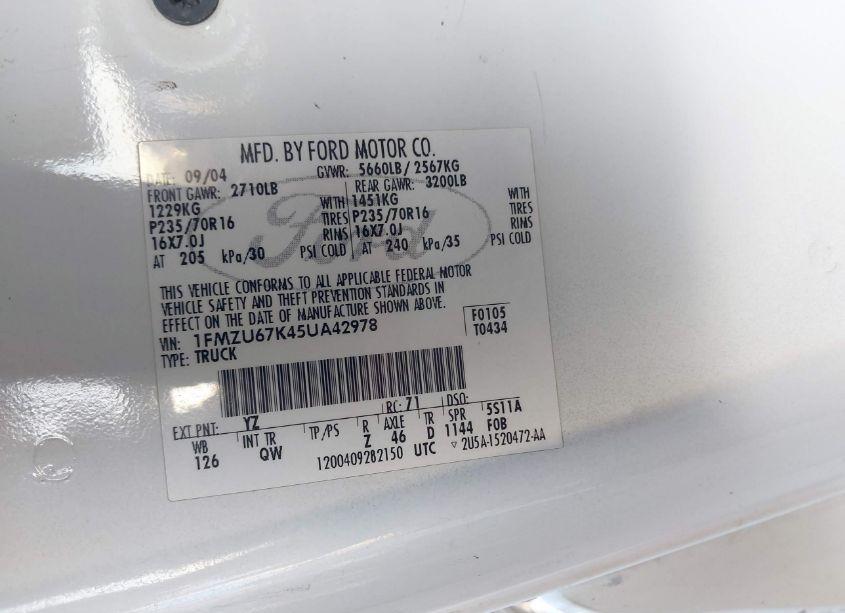 MFD. BY FORD MOTOR CO.
DATE: 09/04 GVWR: 5660LB / 2567KG
FRONT GAWR: 2710LB REAR GAWR: 3200LB
1229KG WITH 1451KG WITH
P235/70R16 TIRES P235/70R16 TIRES
16X7.0J RIMS 16X7.0J RIMS
AT 205 kPa/30 PSI COLD AT 240 kPa/35 PSI COLD
Ford
THIS VEHICLE CONFORMS TO ALL APPLICABLE FEDERAL MOTOR
VEHICLE SAFETY AND THEFT PREVENTION STANDARDS IN
EFFECT ON THE DATE OF MANUFACTURE SHOWN ABOVE.
VIN: 1FMZU67K45UA42978 F0105
TYPE: TRUCK T0434
EXT PNT: YZ RC: 71 DSO:
WB INT TR TP/PS R AXLE TR SPR 5S11A
126 QW Z 46 D 1144 FOB
1200409282150 UTC ▽ 2U5A-1520472-AA